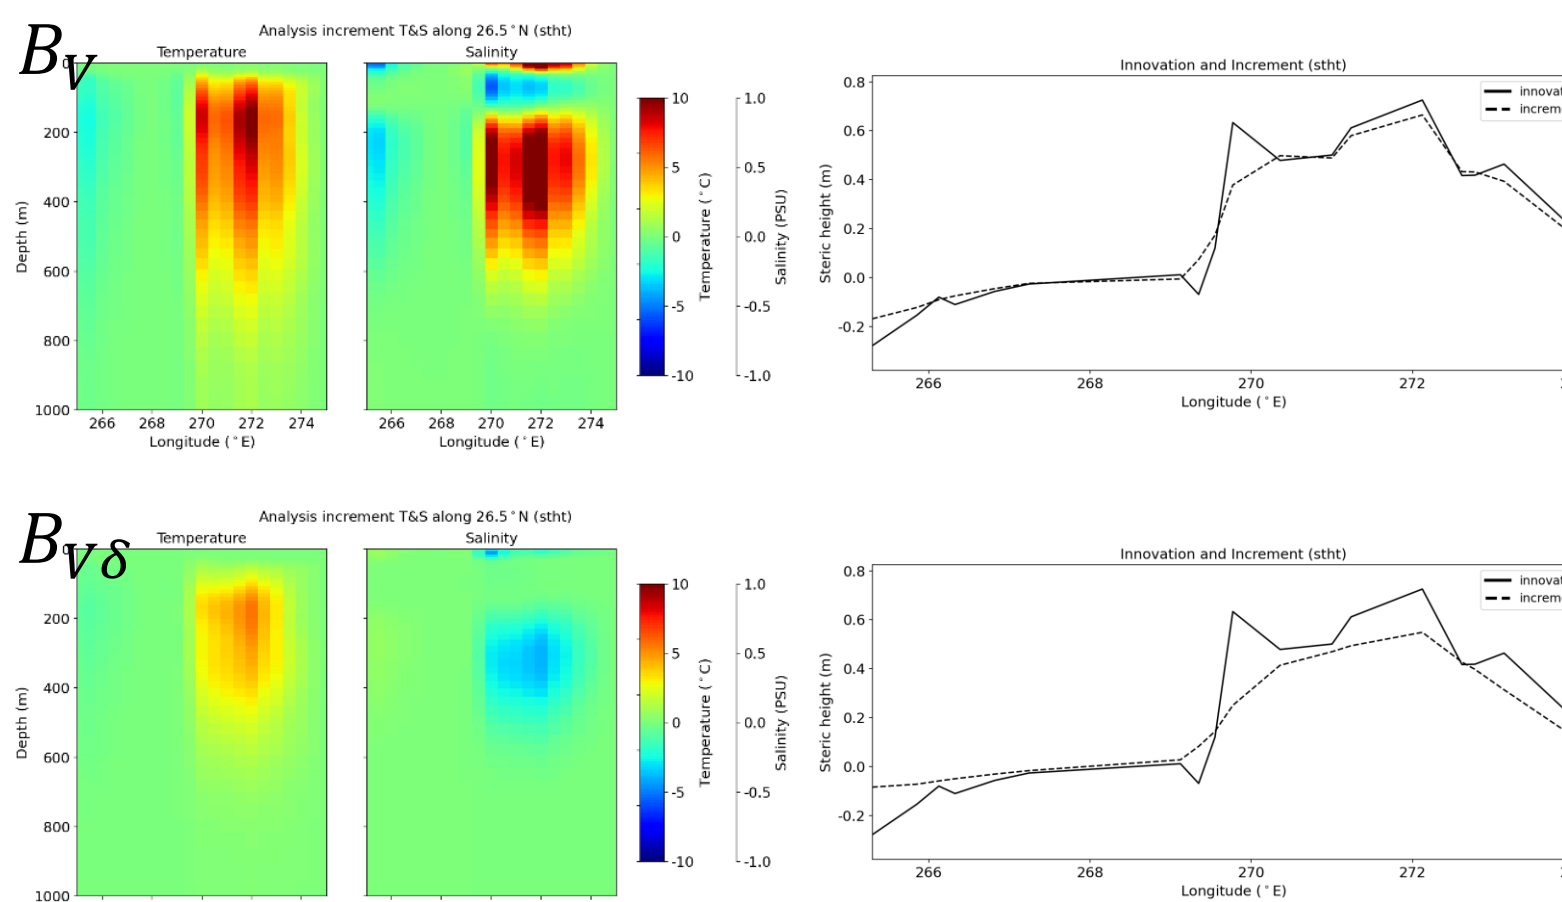 B_V
Analysis increment T&S along 26.5°N (stht)
Temperature
Salinity
0
200
400
600
800
1000
Depth (m)
266 268 270 272 274
Longitude (°E)
266 268 270 272 274
Longitude (°E)
10
5
0
-5
-10
Temperature (°C)
1.0
0.5
0.0
-0.5
-1.0
Salinity (PSU)
Innovation and Increment (stht)
innovat
increme
0.8
0.6
0.4
0.2
0.0
-0.2
Steric height (m)
266 268 270 272
Longitude (°E)
B_Vδ
Analysis increment T&S along 26.5°N (stht)
Temperature
Salinity
0
200
400
600
800
1000
Depth (m)
10
5
0
-5
-10
Temperature (°C)
1.0
0.5
0.0
-0.5
-1.0
Salinity (PSU)
Innovation and Increment (stht)
innovat
increme
0.8
0.6
0.4
0.2
0.0
-0.2
Steric height (m)
266 268 270 272
Longitude (°E)